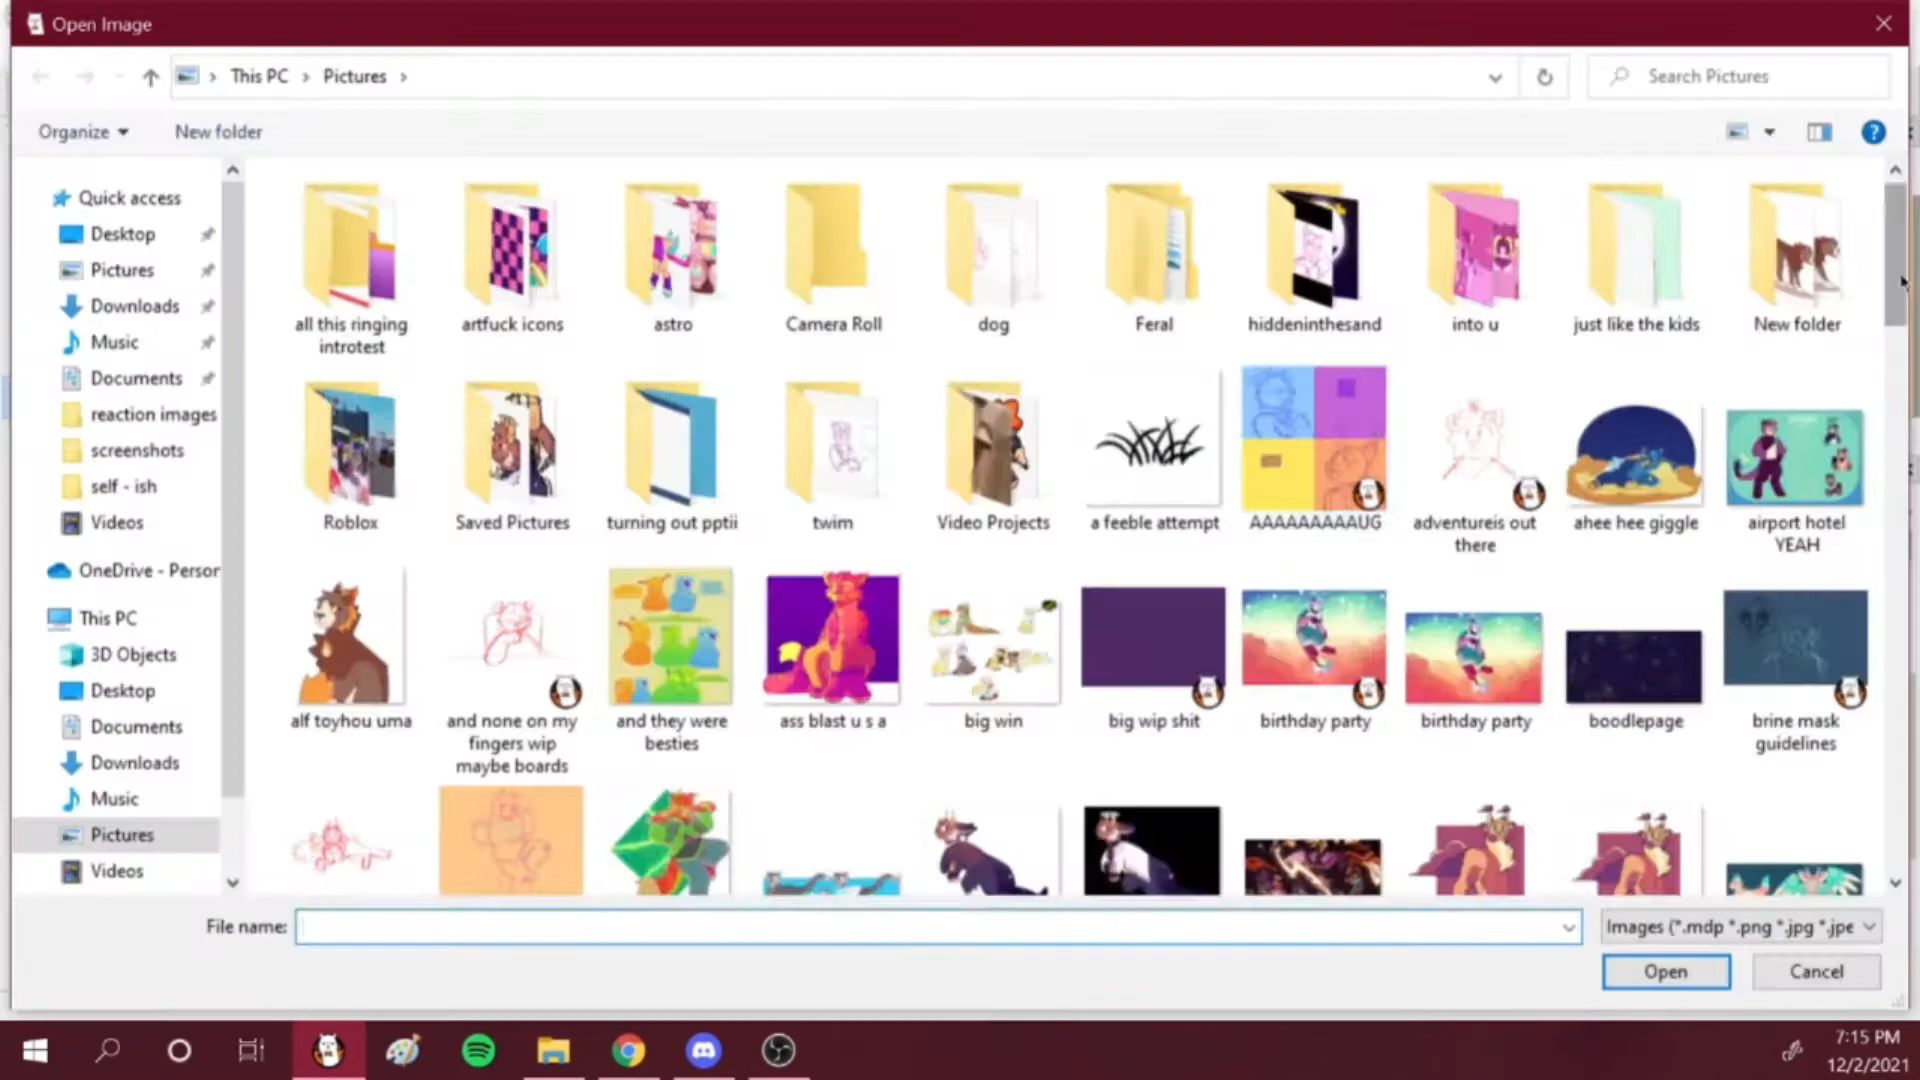 Open Image
This PC
Pictures
Search Pictures
Organize
New folder
Quick access
Desktop
Pictures
Downloads
Music
Documents
reaction images
screenshots
self - ish
Videos
OneDrive - Person
This PC
3D Objects
Desktop
Documents
Downloads
Music
Pictures
Videos
all this ringing
introtest
artfuck icons
astro
Camera Roll
dog
Feral
hiddeninthesand
into u
just like the kids
New folder
Roblox
Saved Pictures
turning out pptii
twim
Video Projects
a feeble attempt
AAAAAAAAAUG
adventureis out
there
ahee hee giggle
airport hotel
YEAH
alf toyhou uma
and none on my
fingers wip
maybe boards
and they were
besties
ass blast u s a
big win
big wip shit
birthday party
birthday party
boodlepage
brine mask
guidelines
File name:
Images (*.mdp *.png *.jpg *.jpe
Open
Cancel
7:15 PM
12/2/2021